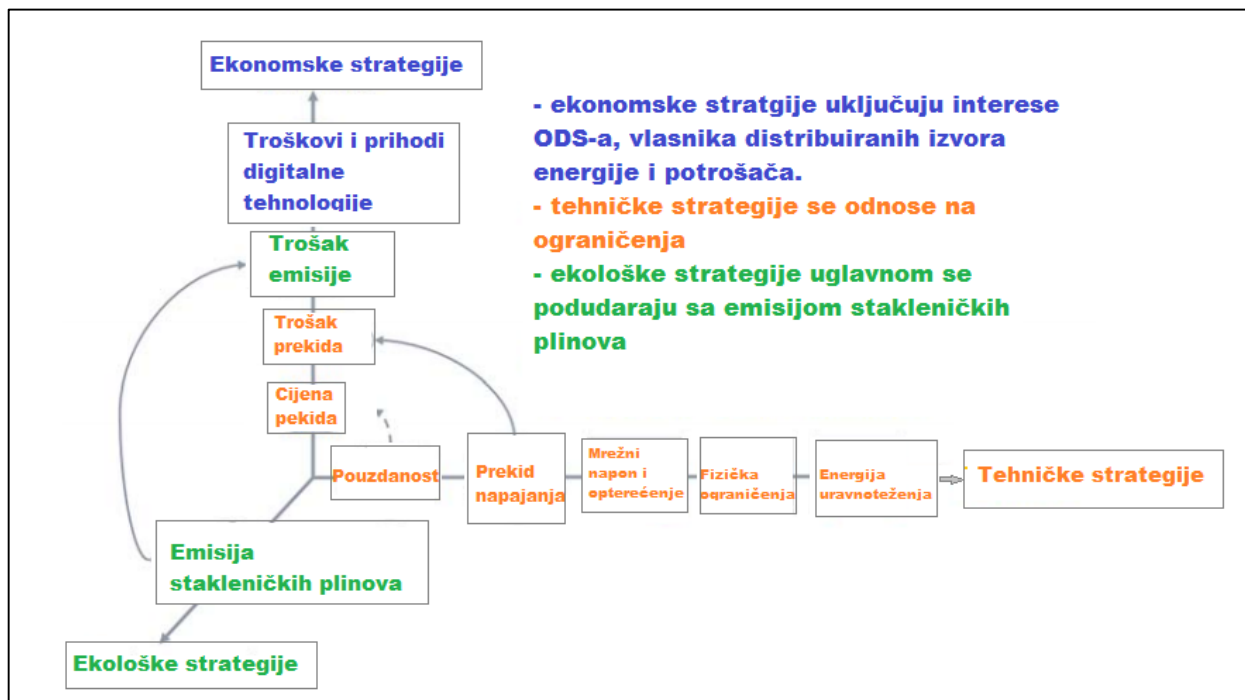 Ekonomske strategije
Troškovi i prihodi
digitalne
tehnologije
Trošak
emisije
Trošak
prekida
Cijena
pekida
- ekonomske stratgije uključuju interese
ODS-a, vlasnika distribuiranih izvora
energije i potrošača.
- tehničke strategije se odnose na
ograničenja
- ekološke strategije uglavnom se
podudaraju sa emisijom stakleničkih
plinova
Pouzdanost
Prekid
napajanja
Mrežni
napon i
opterećenje
Fizička
ograničenja
Energija
uravnoteženja
Tehničke strategije
Emisija
stakleničkih plinova
Ekološke strategije